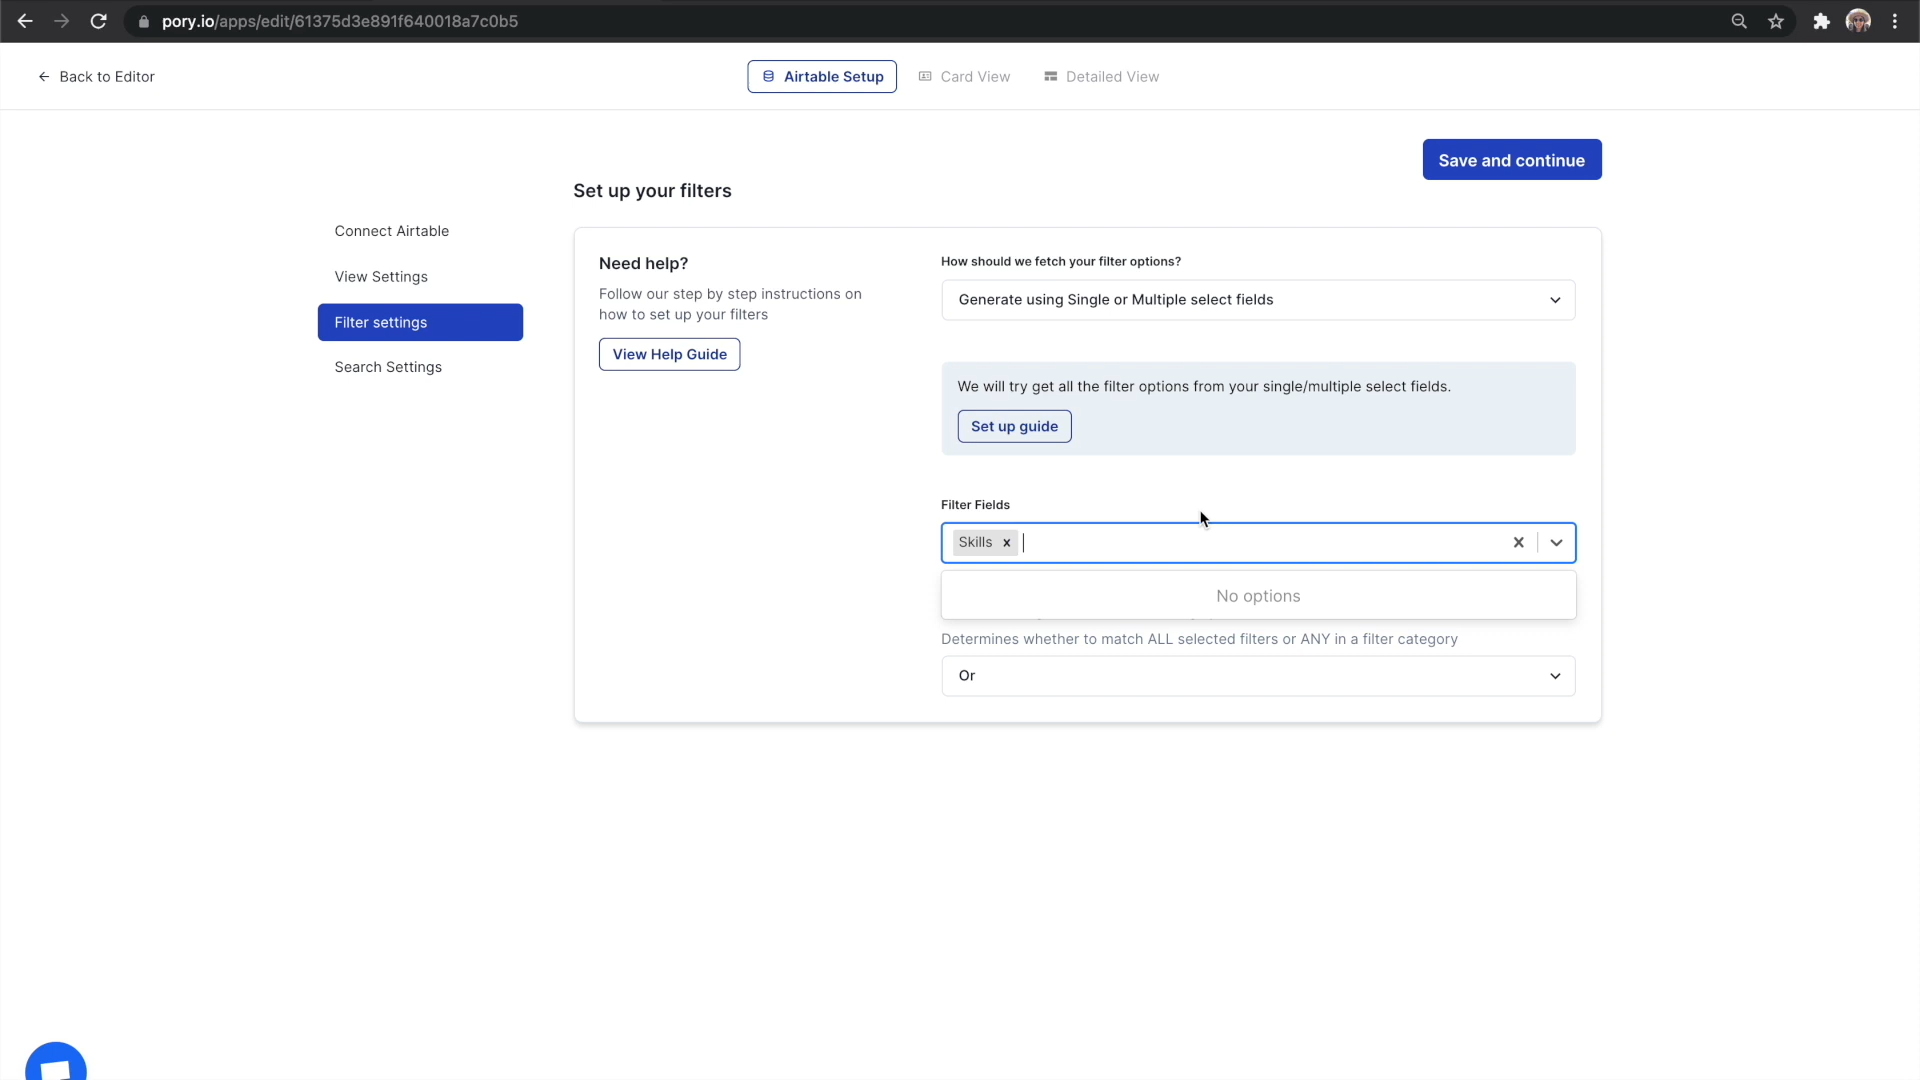 pory.io/apps/edit/61375d3e891f640018a7c0b5
Back to Editor
Airtable Setup
Card View
Detailed View
Save and continue
Set up your filters
Connect Airtable
View Settings
Filter settings
Search Settings
Need help?
Follow our step by step instructions on
how to set up your filters
View Help Guide
How should we fetch your filter options?
Generate using Single or Multiple select fields
We will try get all the filter options from your single/multiple select fields.
Set up guide
Filter Fields
Skills
No options
Determines whether to match ALL selected filters or ANY in a filter category
Or